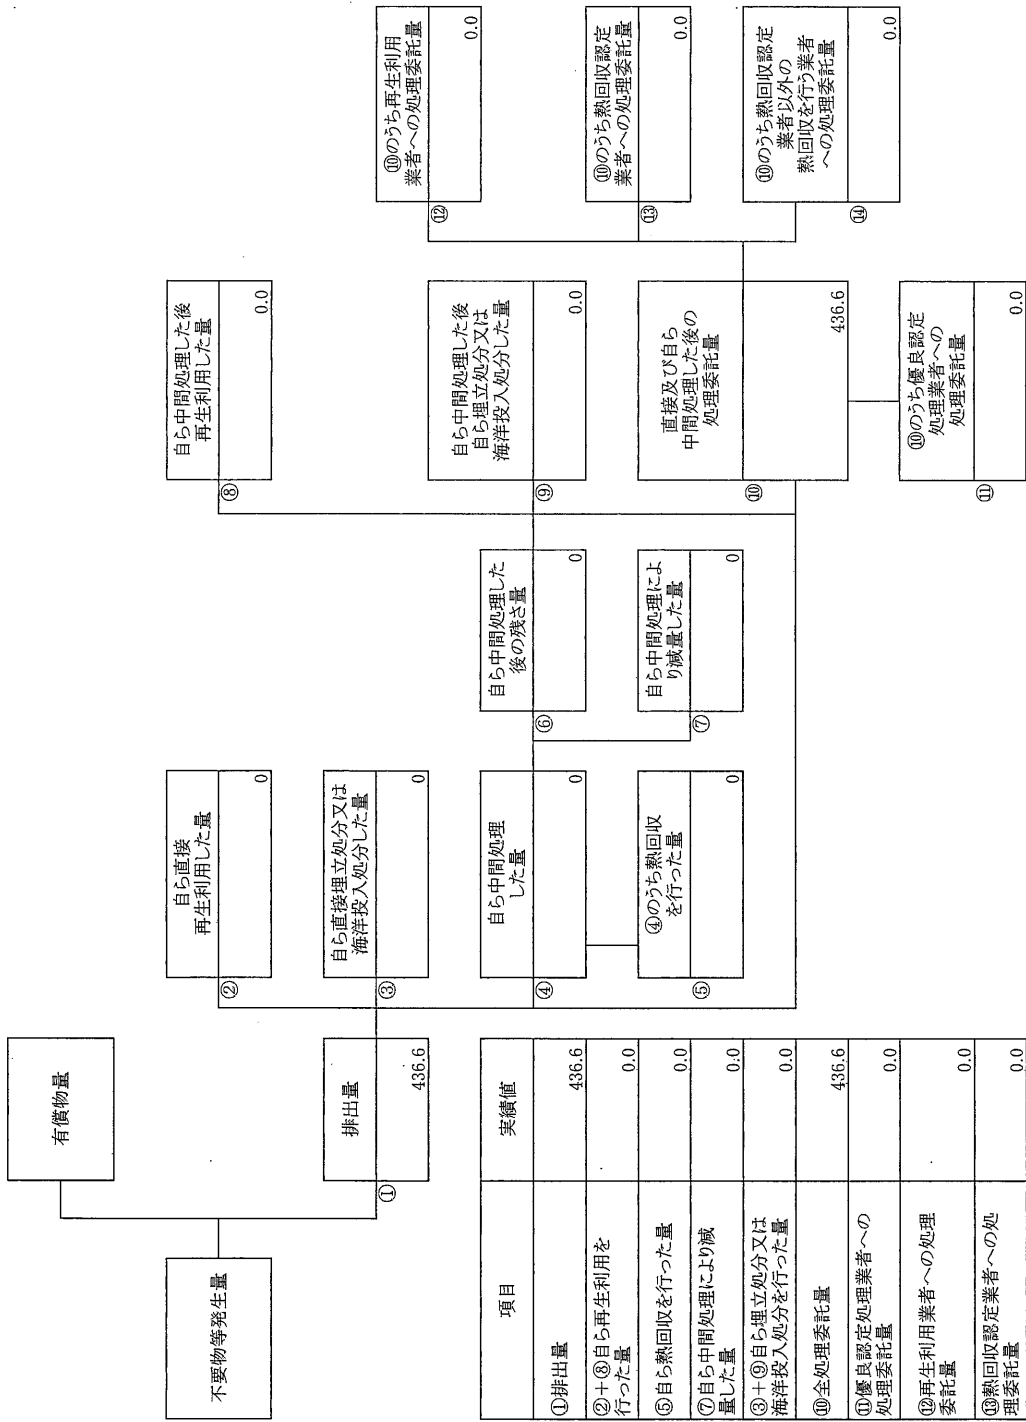 不要物等発生量
有償物量
排出量
①
436.6
自ら直接
再生利用した量
②
0
自ら直接埋立処分又は
海洋投入処分した量
③
0
自ら中間処理
した量
④
0
④のうち熱回収
を行った量
⑤
0
自ら中間処理した
後の残さ量
⑥
0
自ら中間処理によ
り減量した量
⑦
0
自ら中間処理した後
再生利用した量
⑧
0.0
自ら中間処理した後
自ら埋立処分又は
海洋投入処分した量
⑨
0.0
直接及び自ら
中間処理した後の
処理委託量
⑩
436.6
⑩のうち優良認定
処理業者への
処理委託量
⑪
0.0
⑩のうち再生利用
業者への処理委託量
⑫
0.0
⑩のうち熱回収認定
業者への処理委託量
⑬
0.0
⑩のうち熱回収認定
業者以外の
熱回収を行う業者
への処理委託量
⑭
0.0
項目 実績値
①排出量 436.6
②+⑧自ら再生利用を
行った量 0.0
⑤自ら熱回収を行った量 0.0
⑦自ら中間処理により減
量した量 0.0
③+⑨自ら埋立処分又は
海洋投入処分を行った量 0.0
⑩全処理委託量 436.6
⑪優良認定処理業者への
処理委託量 0.0
⑫再生利用業者への処理
委託量 0.0
⑬熱回収認定業者への処
理委託量 0.0
0.0